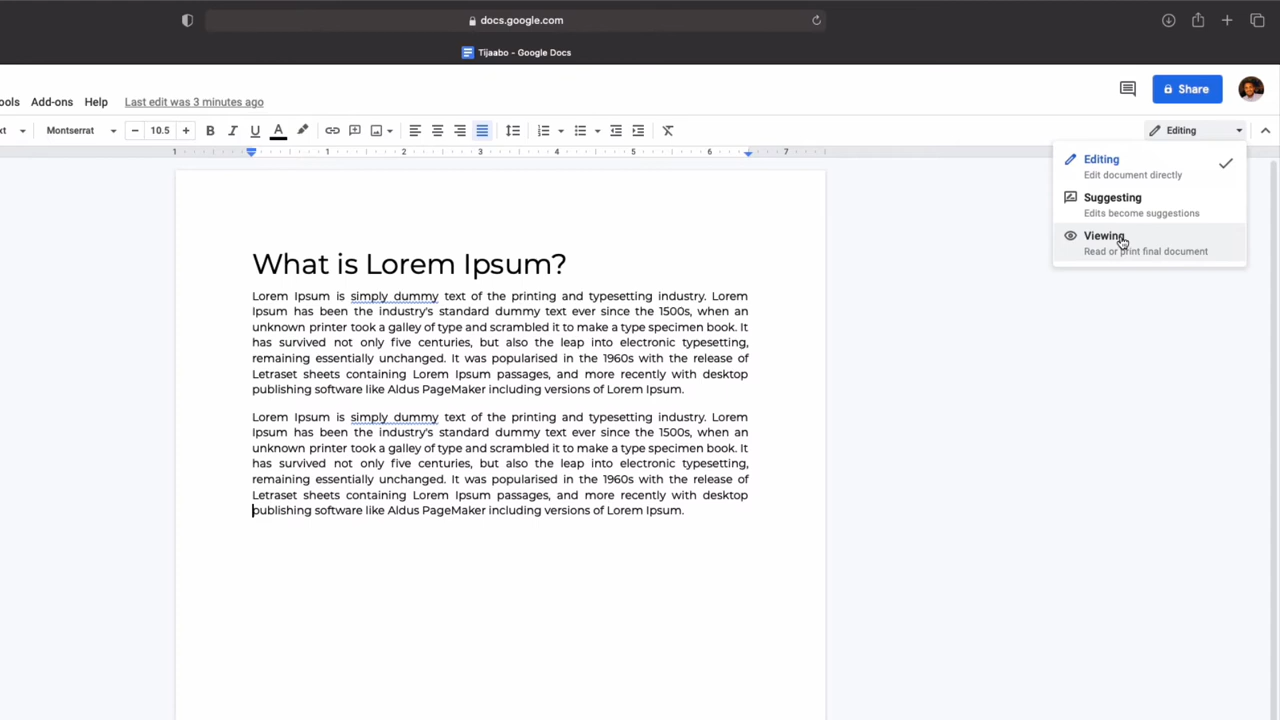 docs.google.com
Tijaabo - Google Docs
ools Add-ons Help Last edit was 3 minutes ago
Share
xt Montserrat 10.5 B I U A
Editing
1 1 2 3 4 5 6 7
Editing
Edit document directly
Suggesting
Edits become suggestions
Viewing
Read or print final document
What is Lorem Ipsum?
Lorem Ipsum is simply dummy text of the printing and typesetting industry. Lorem
Ipsum has been the industry's standard dummy text ever since the 1500s, when an
unknown printer took a galley of type and scrambled it to make a type specimen book. It
has survived not only five centuries, but also the leap into electronic typesetting,
remaining essentially unchanged. It was popularised in the 1960s with the release of
Letraset sheets containing Lorem Ipsum passages, and more recently with desktop
publishing software like Aldus PageMaker including versions of Lorem Ipsum.
Lorem Ipsum is simply dummy text of the printing and typesetting industry. Lorem
Ipsum has been the industry's standard dummy text ever since the 1500s, when an
unknown printer took a galley of type and scrambled it to make a type specimen book. It
has survived not only five centuries, but also the leap into electronic typesetting,
remaining essentially unchanged. It was popularised in the 1960s with the release of
Letraset sheets containing Lorem Ipsum passages, and more recently with desktop
publishing software like Aldus PageMaker including versions of Lorem Ipsum.